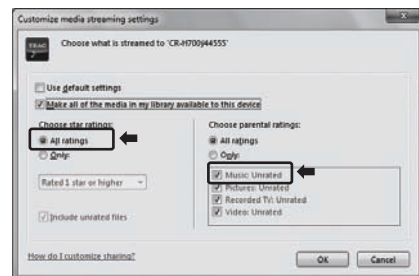 Customize media streaming settings
TEAC
Choose what is streamed to 'CR-H700j44555'
Use default settings
Make all of the media in my library available to this device
Choose star ratings:
All ratings
Only:
Rated 1 star or higher
Include unrated files
Choose parental ratings:
All ratings
Only:
Music: Unrated
Pictures: Unrated
Recorded TV: Unrated
Video: Unrated
How do I customize sharing?
OK
Cancel